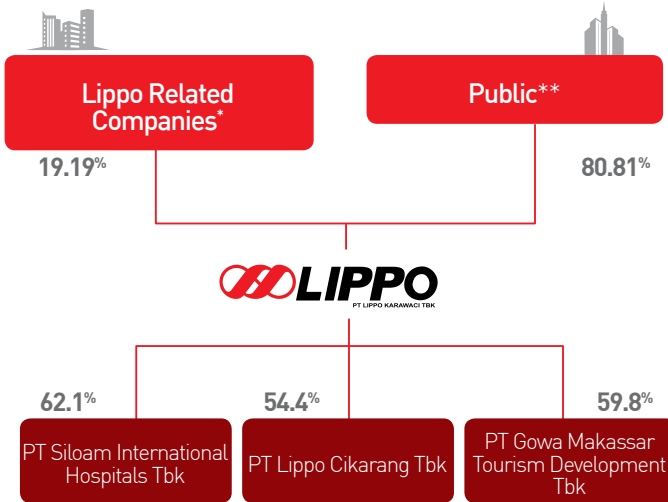 Lippo Related
Companies*
Public**
19.19%
80.81%
LIPPO
PT LIPPO KARAWACI TBK
62.1%
54.4%
59.8%
PT Siloam International
Hospitals Tbk
PT Lippo Cikarang Tbk
PT Gowa Makassar
Tourism Development
Tbk